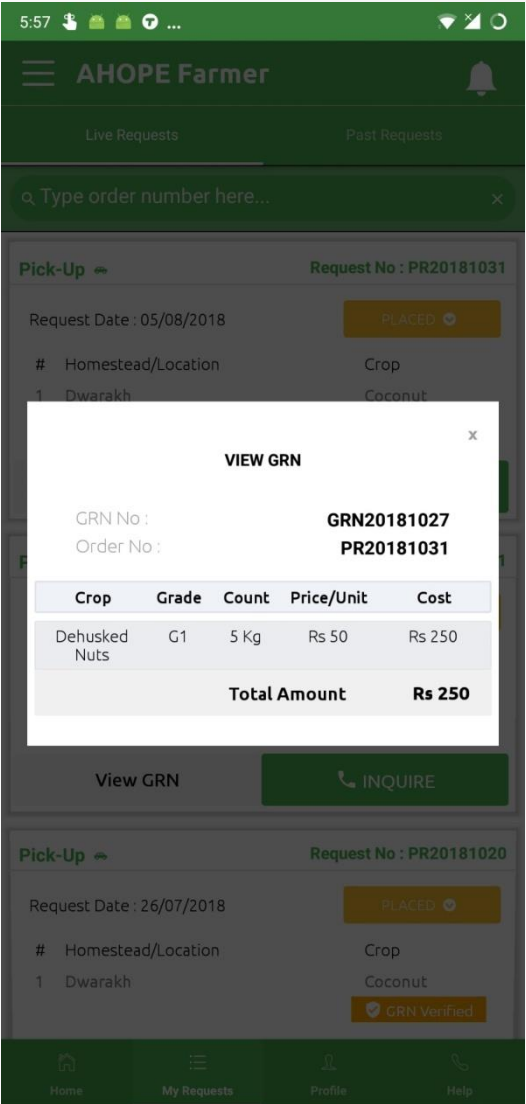 5:57 ...
AHOPE Farmer
Live Requests Past Requests
Type order number here... ×
Pick-Up Request No : PR20181031
Request Date : 05/08/2018 PLACED
# Homestead/Location Crop
1 Dwarakh Coconut
x
VIEW GRN
GRN No : GRN20181027
Order No : PR20181031
Crop Grade Count Price/Unit Cost
Dehusked Nuts G1 5 Kg Rs 50 Rs 250
Total Amount Rs 250
View GRN INQUIRE
Pick-Up Request No : PR20181020
Request Date : 26/07/2018 PLACED
# Homestead/Location Crop
1 Dwarakh Coconut
GRN Verified
Home My Requests Profile Help